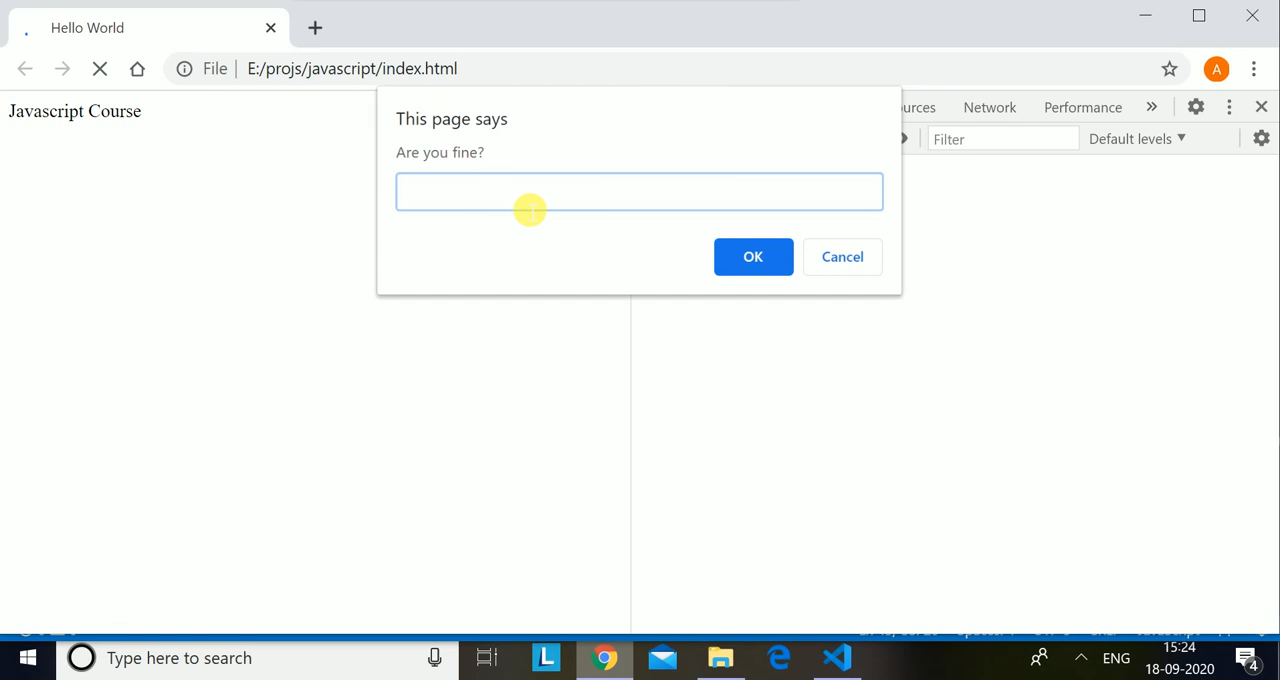 Hello World
File
E:/projs/javascript/index.html
A
Javascript Course
This page says
Are you fine?
OK
Cancel
Network
Performance
Filter
Default levels
Type here to search
L
ENG
15:24
18-09-2020
4